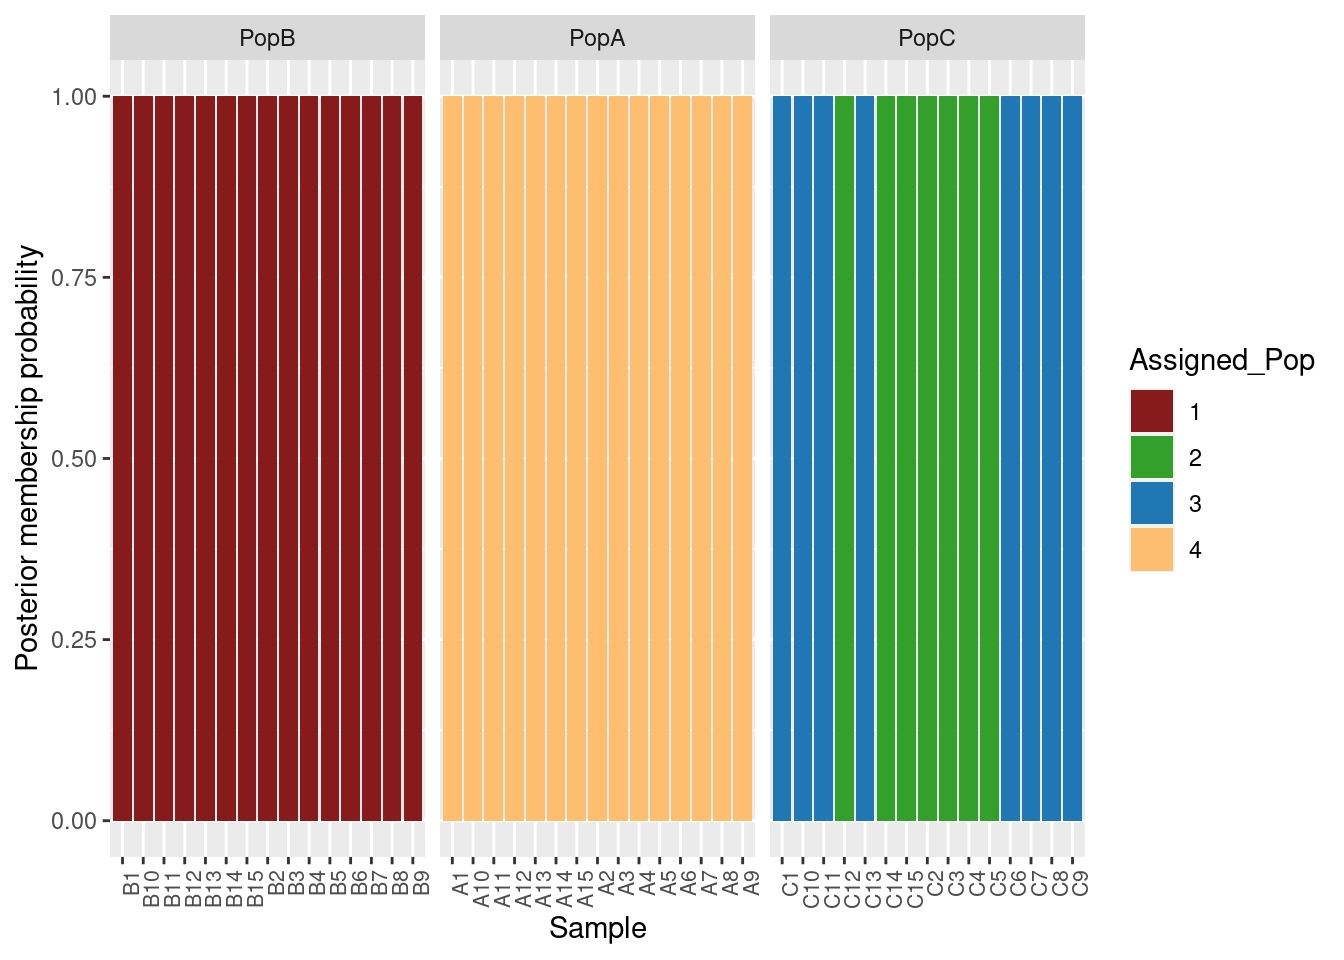 PopB PopA PopC
1.00
0.75
0.50
0.25
0.00
Posterior membership probability
B1 B10 B11 B12 B13 B14 B15 B2 B3 B4 B5 B6 B7 B8 B9 A1 A10 A11 A12 A13 A14 A15 A2 A3 A4 A5 A6 A7 A8 A9 C1 C10 C11 C12 C13 C14 C15 C2 C3 C4 C5 C6 C7 C8 C9
Sample
Assigned_Pop
1
2
3
4